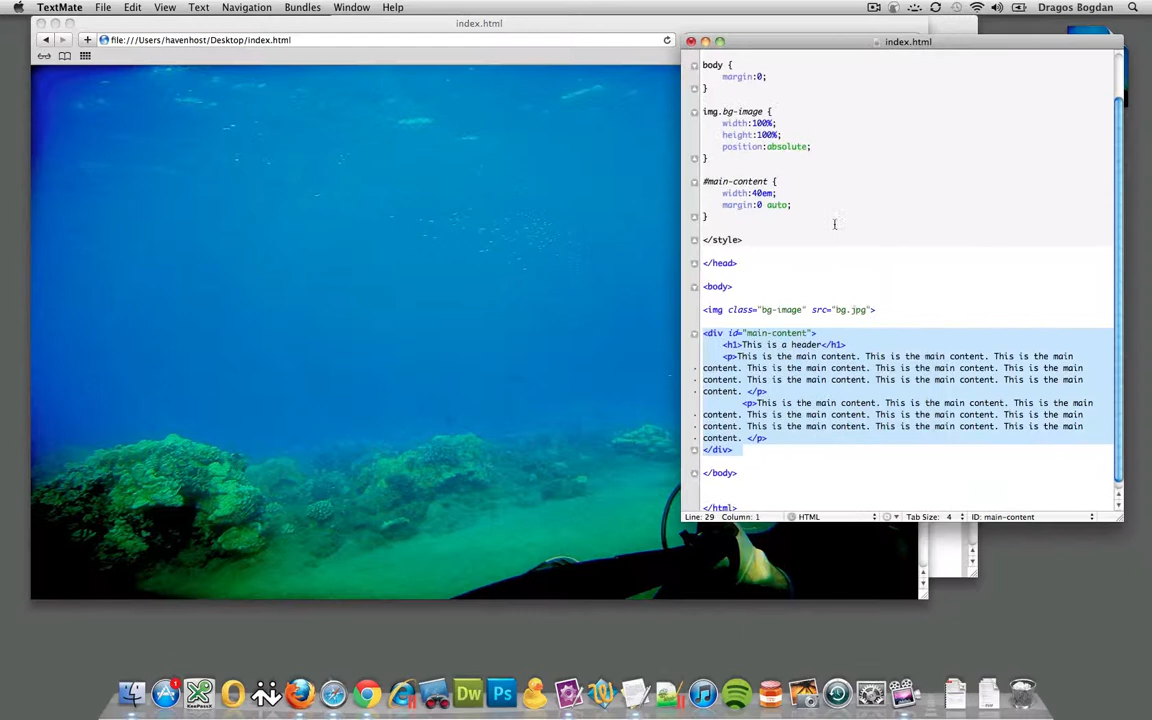 TextMate File Edit View Text Navigation Bundles Window Help Dragos Bogdan
index.html
file:///Users/havenhost/Desktop/index.html
index.html
body {
margin:0;
}
img.bg-image {
width:100%;
height:100%;
position:absolute;
}
#main-content {
width:40em;
margin:0 auto;
}
</style>
</head>
<body>
<img class="bg-image" src="bg.jpg">
<div id="main-content">
<h1>This is a header</h1>
<p>This is the main content. This is the main content. This is the main
content. This is the main content. This is the main content. This is the main
content. This is the main content. This is the main content. This is the main
content. </p>
<p>This is the main content. This is the main content. This is the main
content. This is the main content. This is the main content. This is the main
content. This is the main content. This is the main content. This is the main
content. </p>
</div>
</body>
</html>
Line: 29 Column: 1 HTML Tab Size: 4 ID: main-content
1
Dw Ps